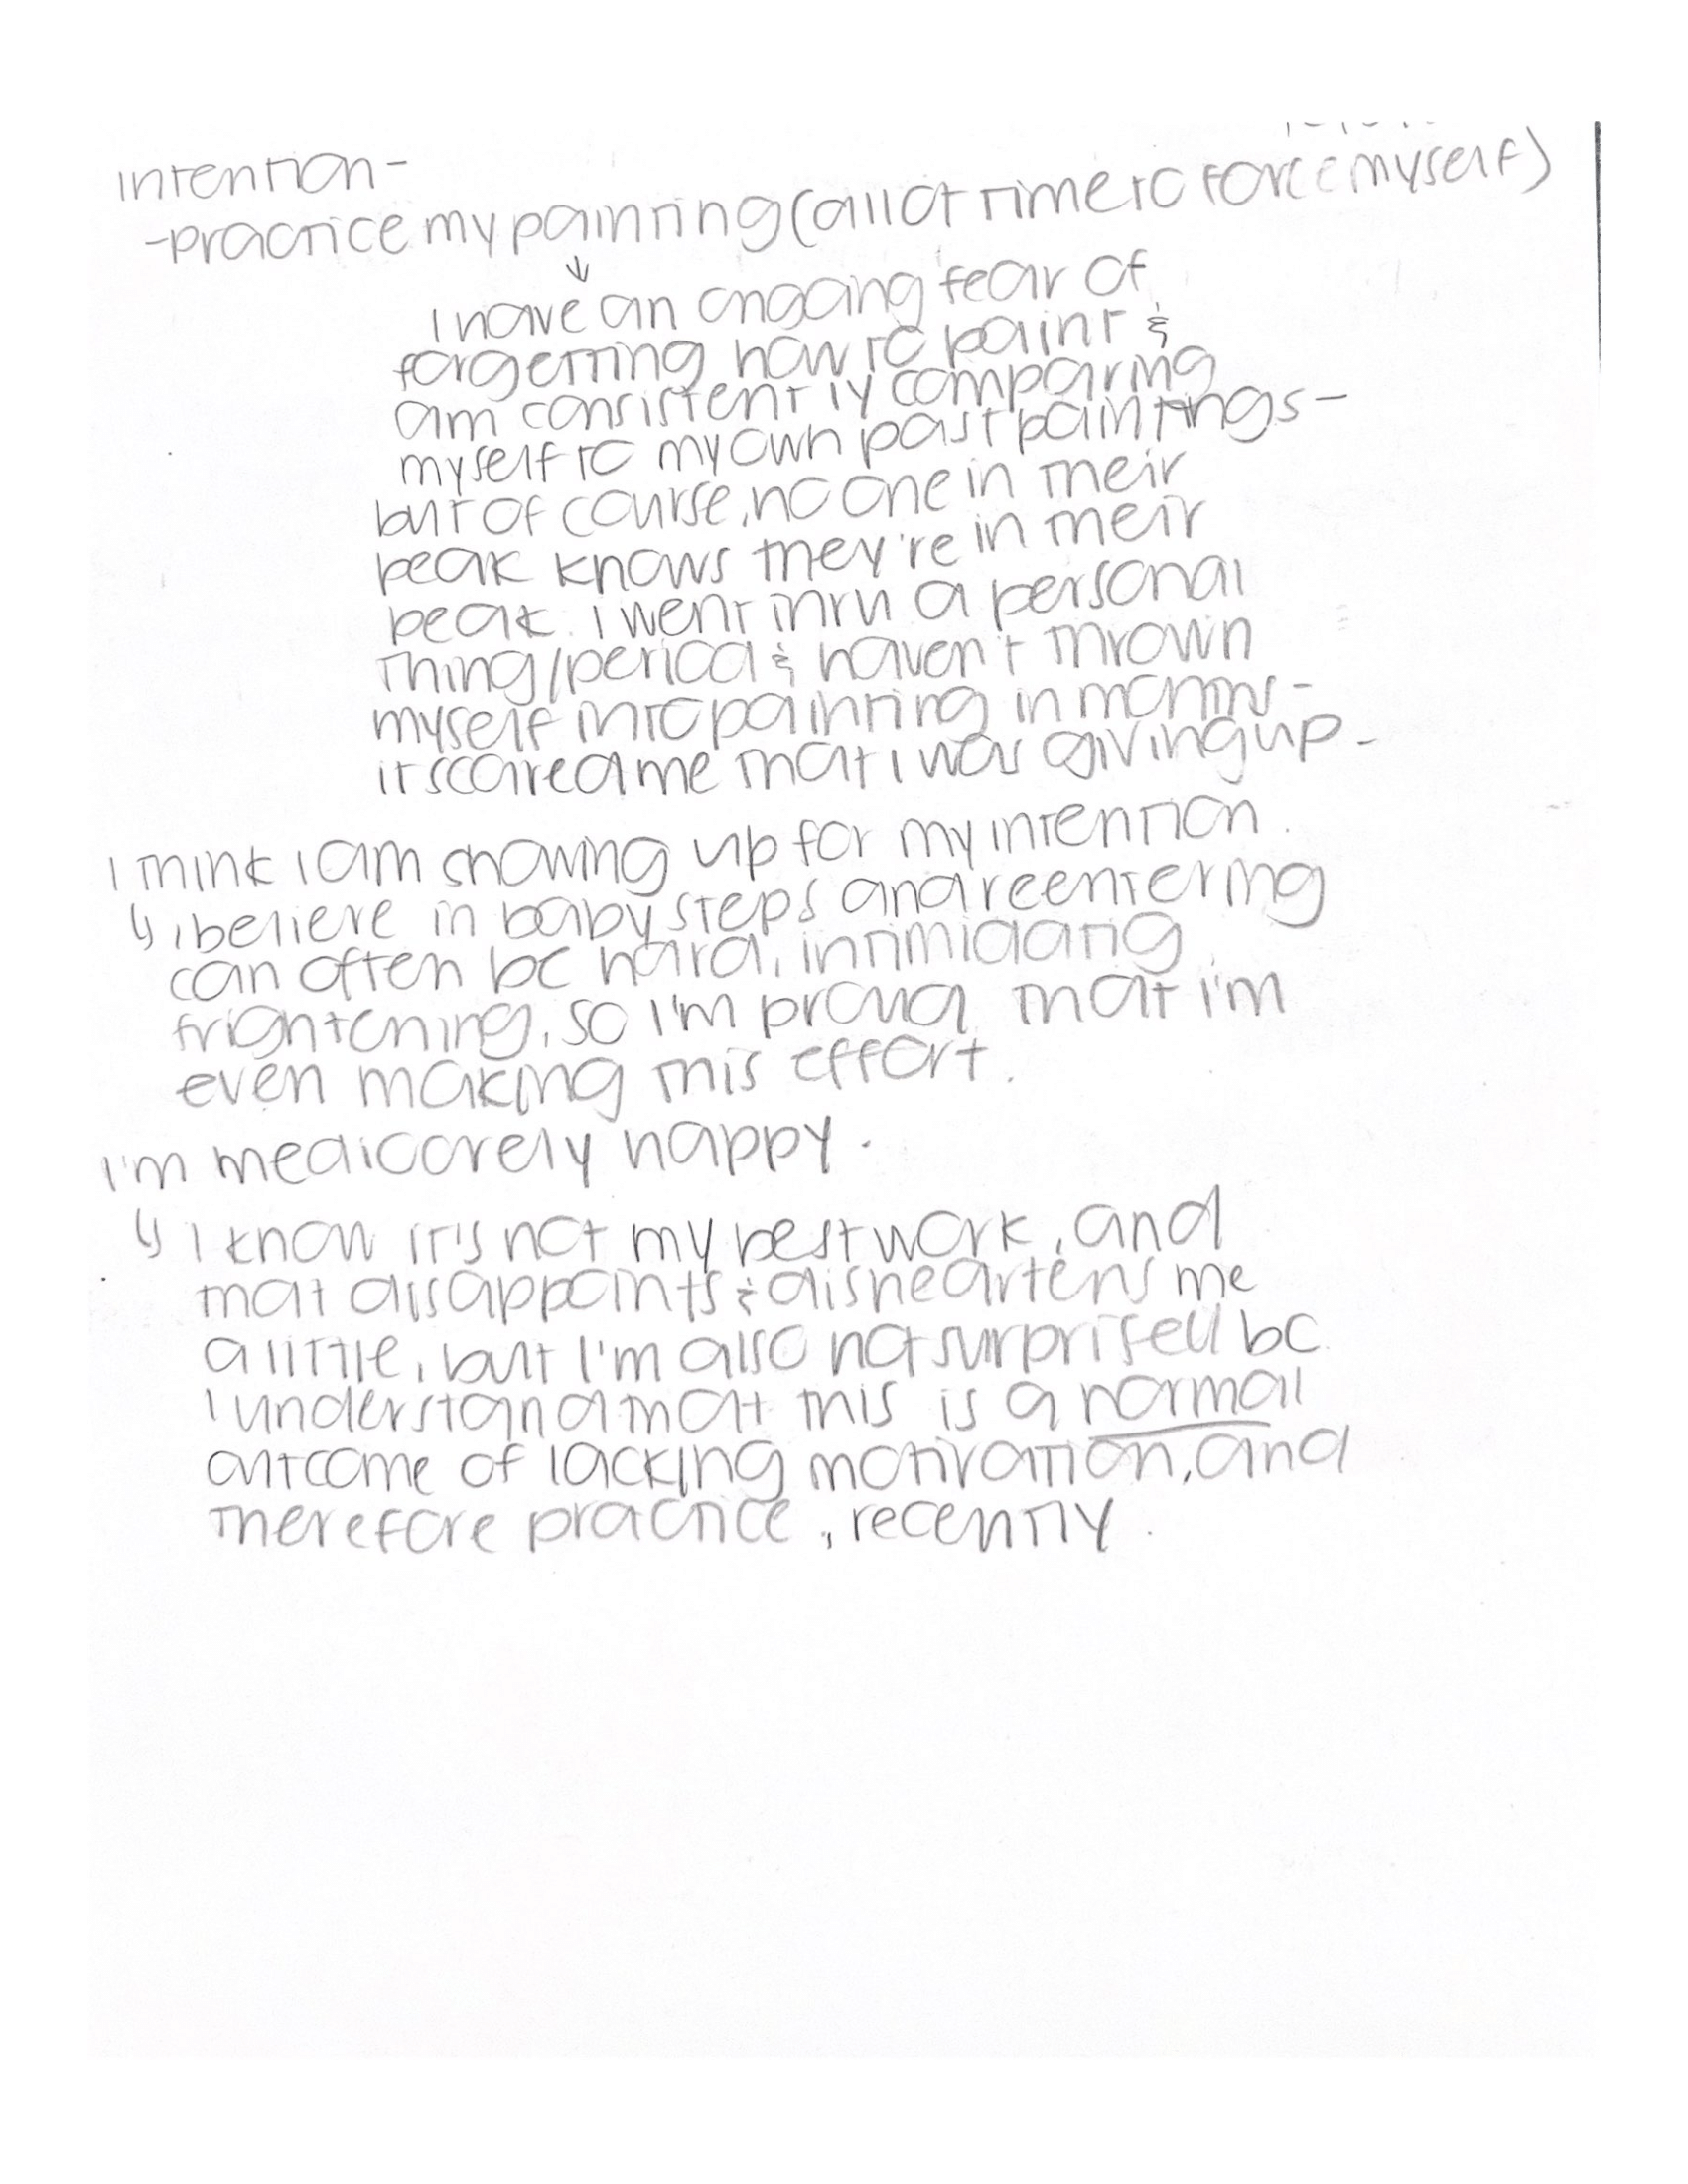 intention-
-practice my painting (allot time to force myself)
↓
I have an ongoing fear of
forgetting how to paint &
am consistently comparing
myself to my own past paintings-
but of course, no one in their
peak knows they're in their
peak. I went thru a personal
thing/period & haven't thrown
myself into painting in months-
it scared me that I was giving up-
I think I am showing up for my intention.
↳ I believe in baby steps and reentering
can often be hard, intimidatig
frightening, so I'm proud that I'm
even making this effort.
I'm mediocorely happy.
↳ I know it's not my best work, and
that dissappoints & disheartens me
a little, but I'm also not surprised bc
I understand that this is a normal
outcome of lacking motivation, and
therefore practice, recently.